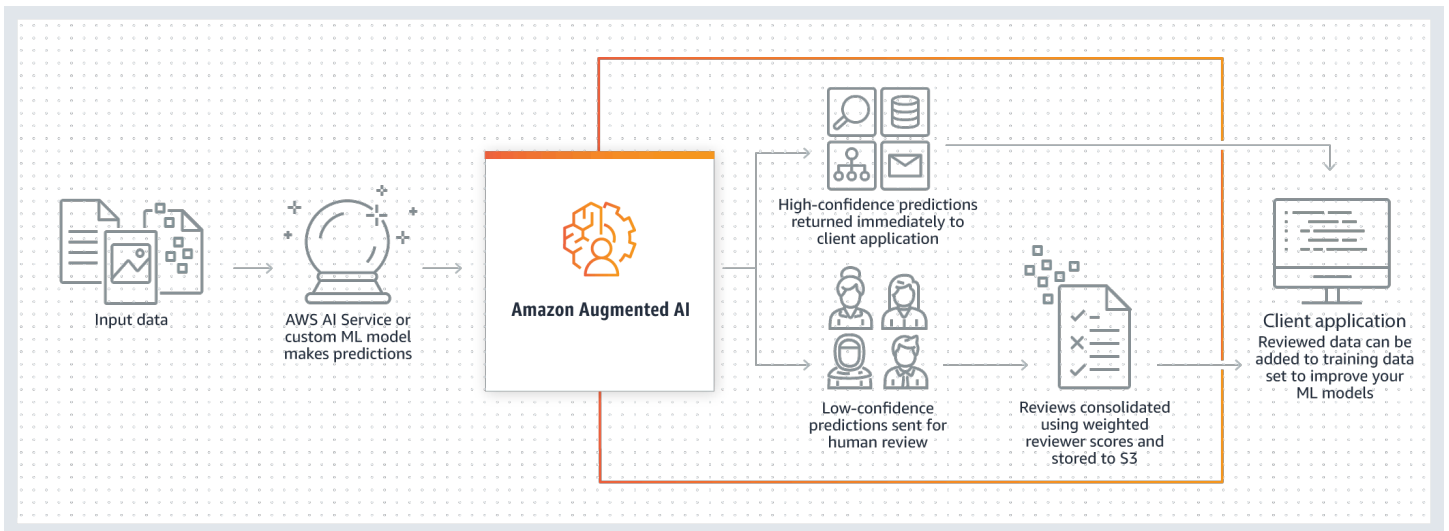 Input data
AWS AI Service or
custom ML model
makes predictions
Amazon Augmented AI
High-confidence predictions
returned immediately to
client application
Low-confidence
predictions sent for
human review
Reviews consolidated
using weighted
reviewer scores and
stored to S3
Client application
Reviewed data can be
added to training data
set to improve your
ML models